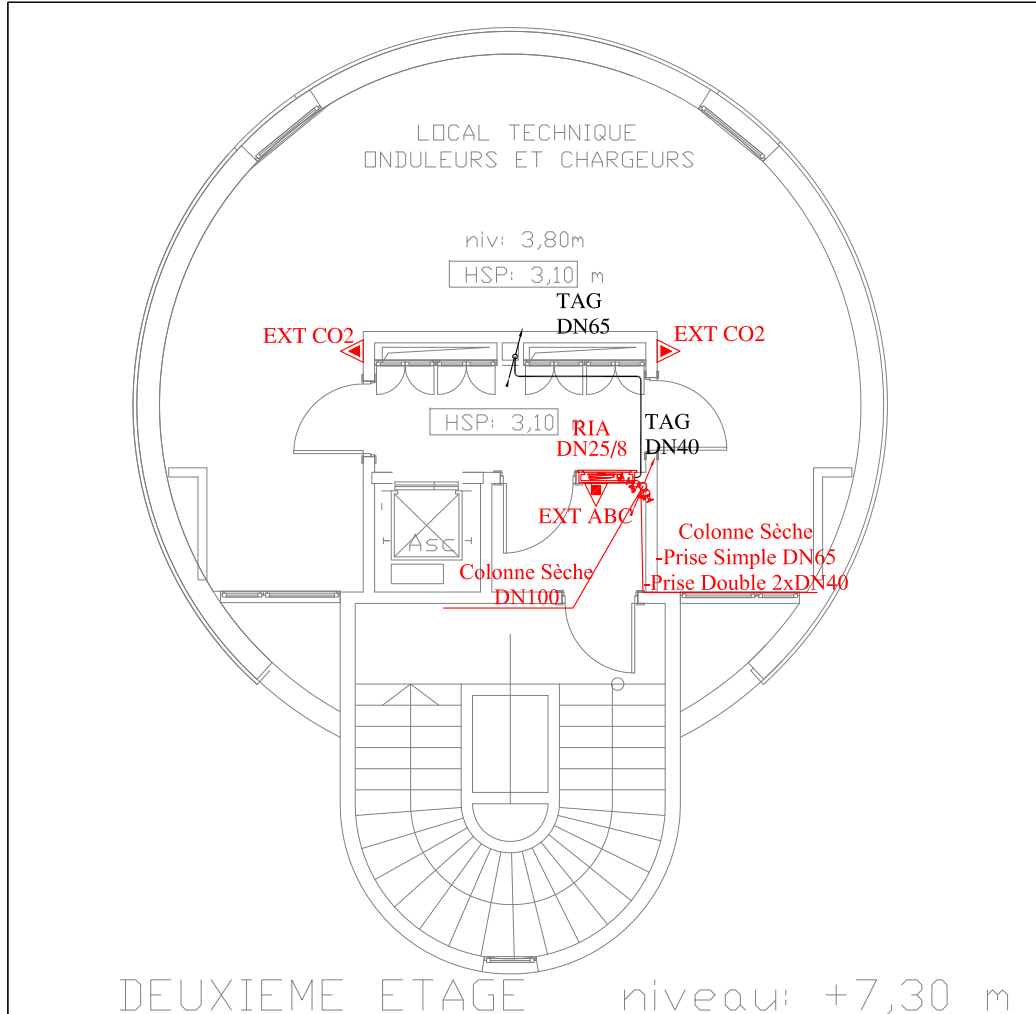 LOCAL TECHNIQUE
ONDULEURS ET CHARGEURS
niv: 3,80m
HSP: 3,10 m
TAG
DN65
EXT CO2
EXT CO2
HSP: 3,10
RIA
DN25/8
TAG
DN40
EXT ABC
Asc
Colonne Sèche
DN100
Colonne Sèche
-Prise Simple DN65
-Prise Double 2xDN40
DEUXIEME ETAGE niveau: +7,30 m